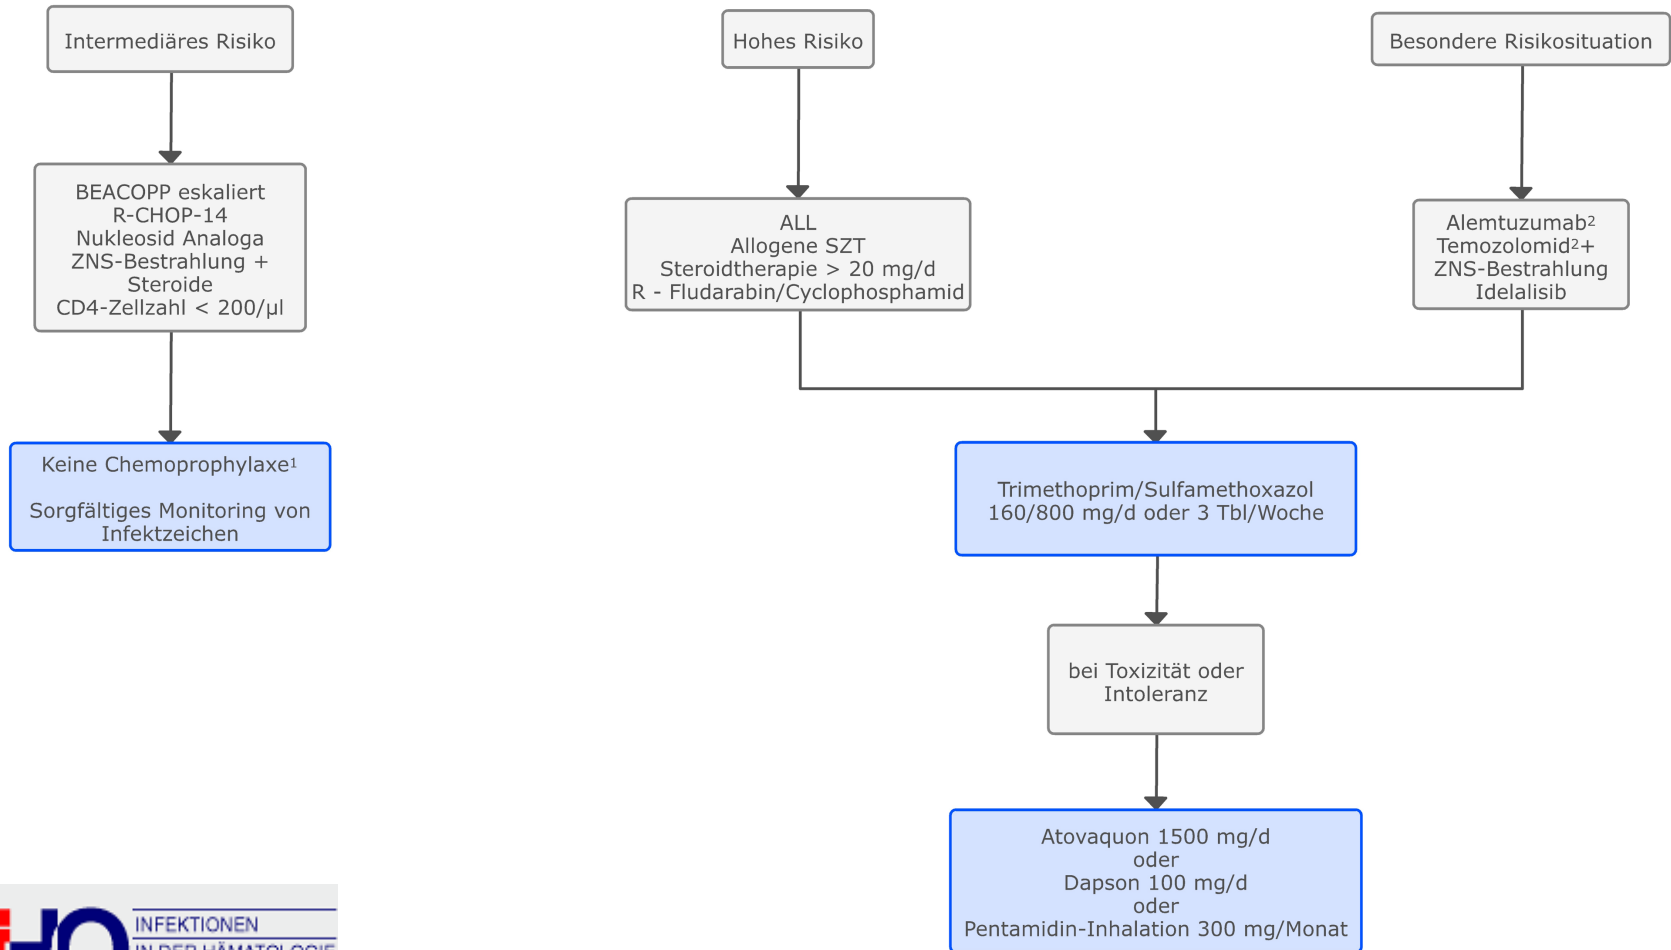 Intermediäres Risiko
BEACOPP eskaliert
R-CHOP-14
Nukleosid Analoga
ZNS-Bestrahlung +
Steroide
CD4-Zellzahl < 200/µl
Keine Chemoprophylaxe¹
Sorgfältiges Monitoring von
Infektzeichen
Hohes Risiko
ALL
Allogene SZT
Steroidtherapie > 20 mg/d
R - Fludarabin/Cyclophosphamid
Besondere Risikosituation
Alemtuzumab²
Temozolomid²+
ZNS-Bestrahlung
Idelalisib
Trimethoprim/Sulfamethoxazol
160/800 mg/d oder 3 Tbl/Woche
bei Toxizität oder
Intoleranz
Atovaquon 1500 mg/d
oder
Dapson 100 mg/d
oder
Pentamidin-Inhalation 300 mg/Monat
INFEKTIONEN
IN DER HÄMATOLOGIE